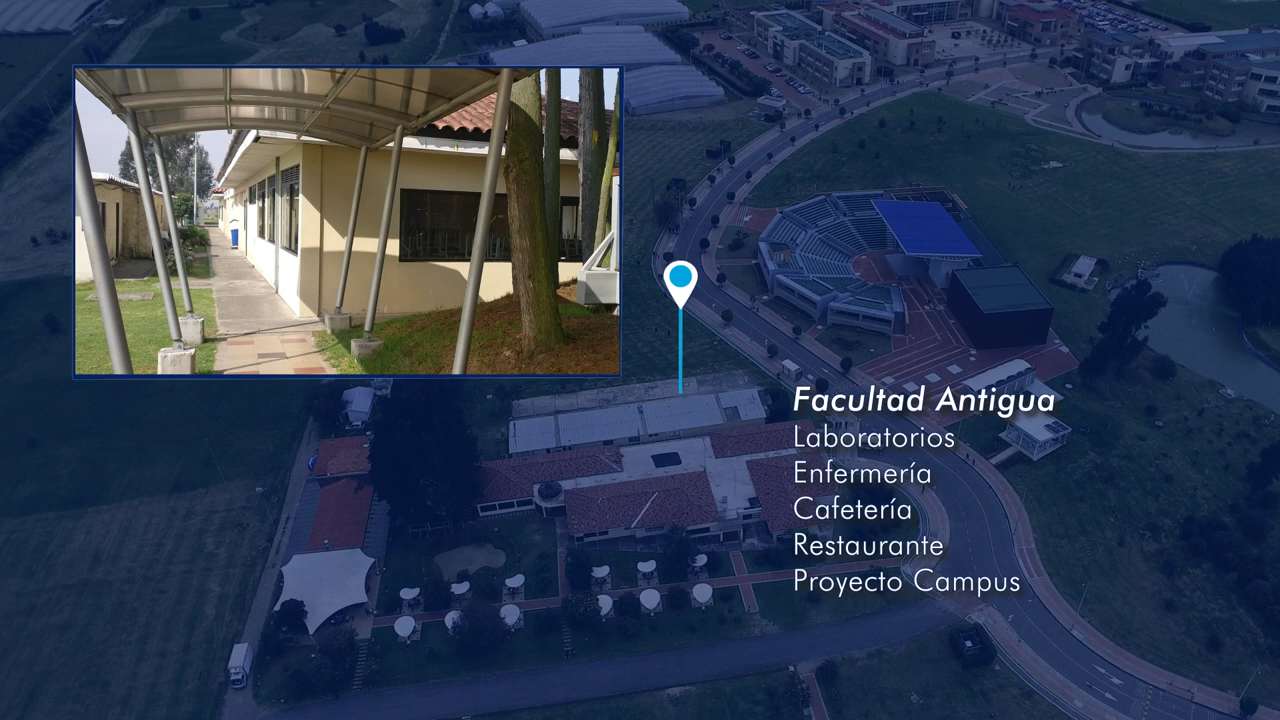 Facultad Antigua
Laboratorios
Enfermería
Cafetería
Restaurante
Proyecto Campus